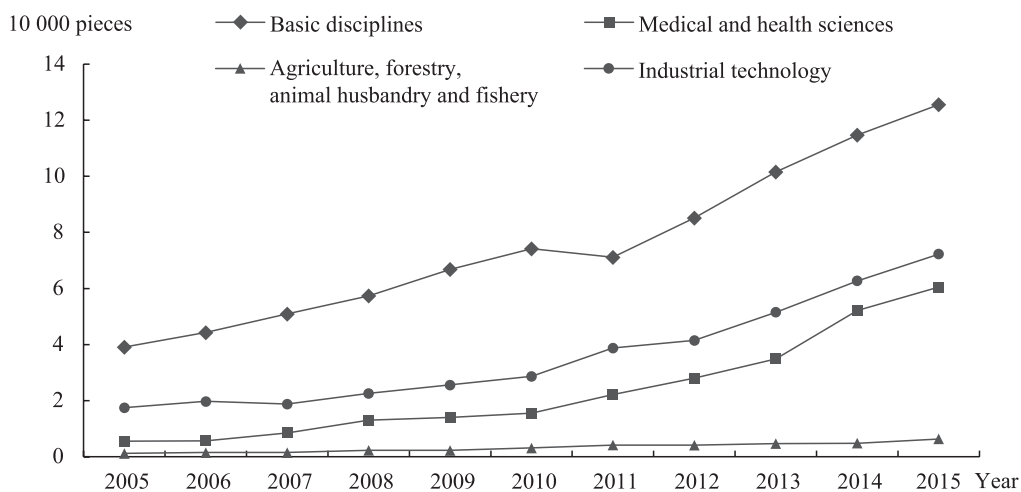 10 000 pieces
Basic disciplines
Medical and health sciences
Agriculture, forestry,
animal husbandry and fishery
Industrial technology
14
12
10
8
6
4
2
0
2005 2006 2007 2008 2009 2010 2011 2012 2013 2014 2015 Year